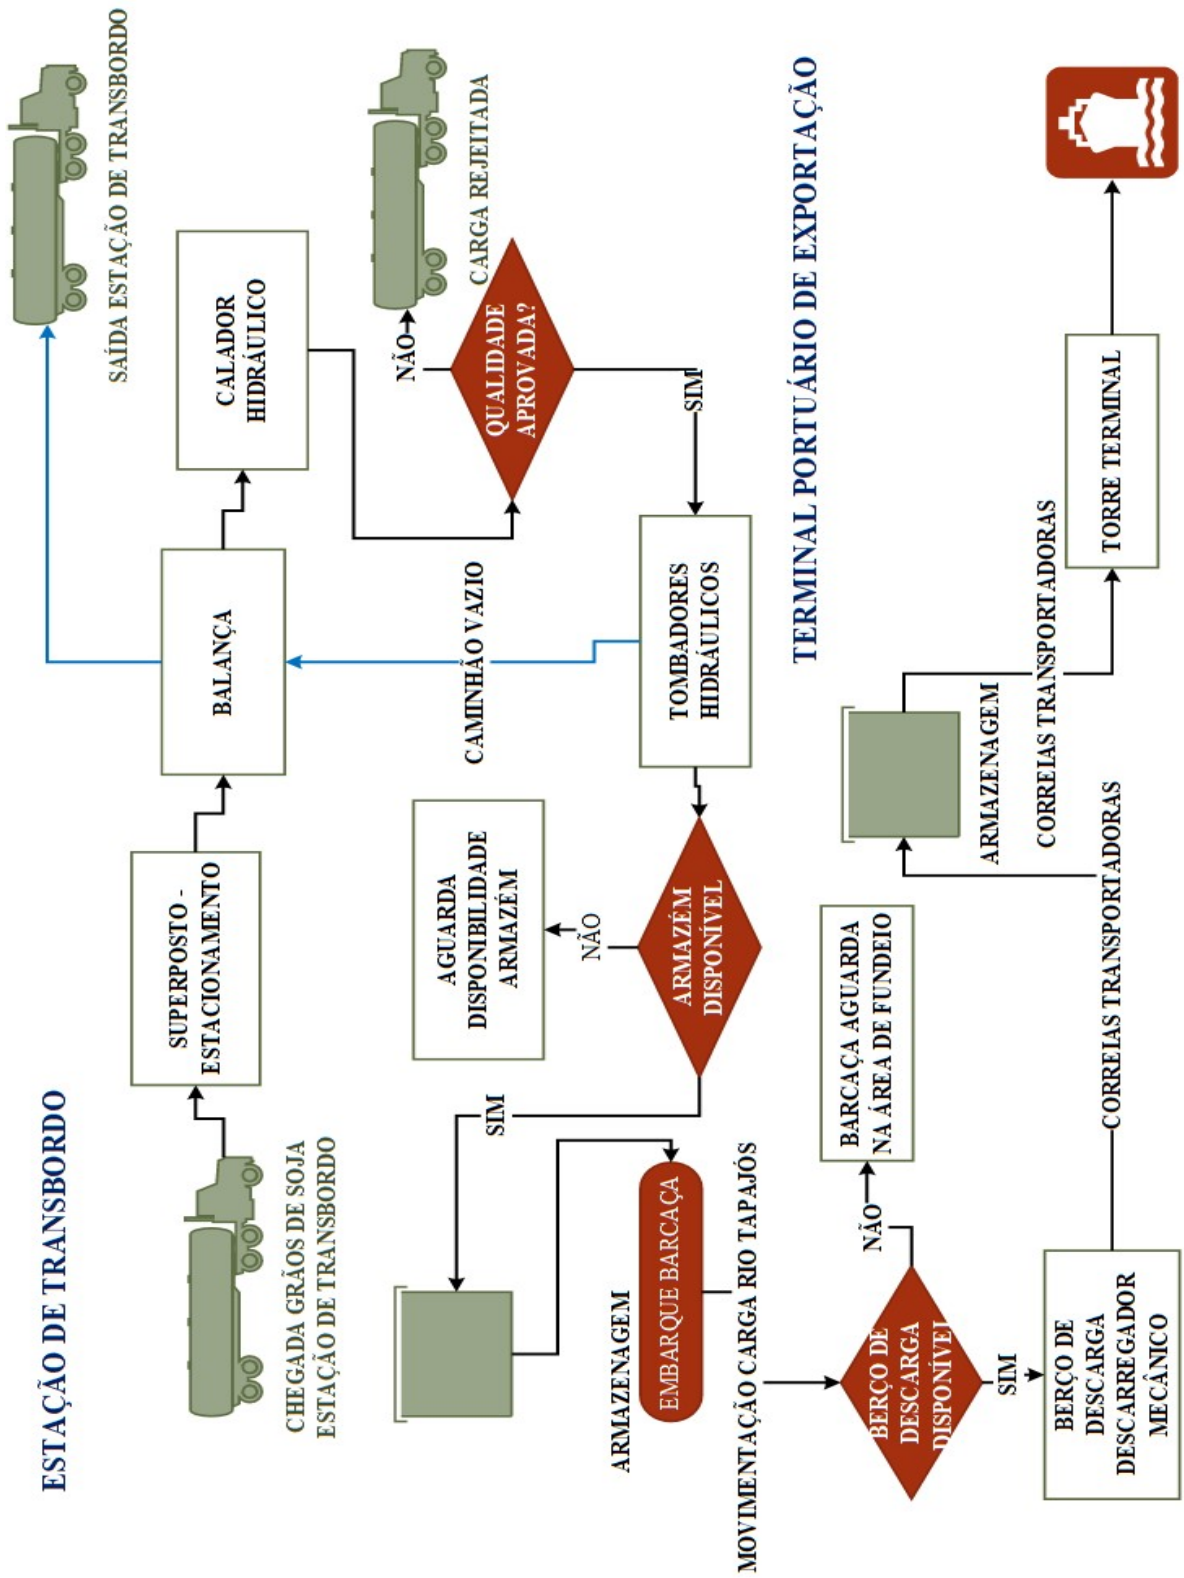 ESTAÇÃO DE TRANSBORDO
CHEGADA GRÃOS DE SOJA
ESTAÇÃO DE TRANSBORDO
SUPERPOSTO -
ESTACIONAMENTO
BALANÇA
CALADOR
HIDRÁULICO
SAÍDA ESTAÇÃO DE TRANSBORDO
QUALIDADE
APROVADA?
NÃO
CARGA REJEITADA
SIM
TOMBADORES
HIDRÁULICOS
CAMINHÃO VAZIO
ARMAZÉM
DISPONÍVEL
NÃO
AGUARDA
DISPONIBILIDADE
ARMAZÉM
SIM
ARMAZENAGEM
EMBARQUE BARCAÇA
MOVIMENTAÇÃO CARGA RIO TAPAJÓS
TERMINAL PORTUÁRIO DE EXPORTAÇÃO
BERÇO DE
DESCARGA
DISPONÍVEL
NÃO
BARCAÇA AGUARDA
NA ÁREA DE FUNDEIO
SIM
BERÇO DE
DESCARGA
DESCARREGADOR
MECÂNICO
CORREIAS TRANSPORTADORAS
ARMAZENAGEM
CORREIAS TRANSPORTADORAS
TORRE TERMINAL